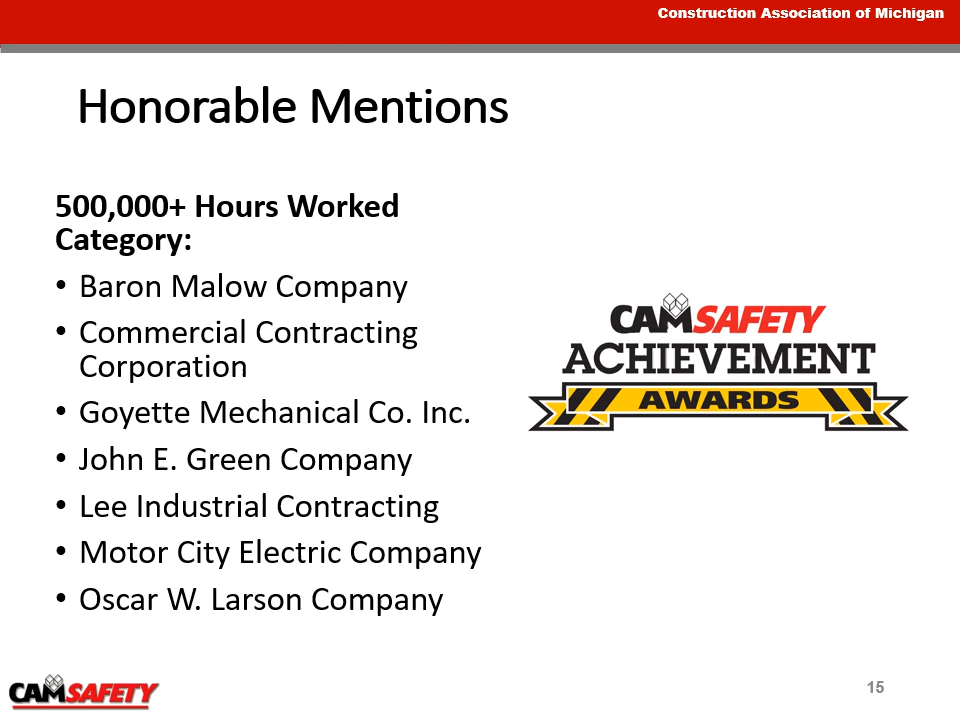 Construction Association of Michigan
Honorable Mentions
500,000+ Hours Worked
Category:
• Baron Malow Company
• Commercial Contracting
Corporation
• Goyette Mechanical Co. Inc.
• John E. Green Company
• Lee Industrial Contracting
• Motor City Electric Company
• Oscar W. Larson Company
CAMSAFETY
ACHIEVEMENT
AWARDS
CAMSAFETY
15